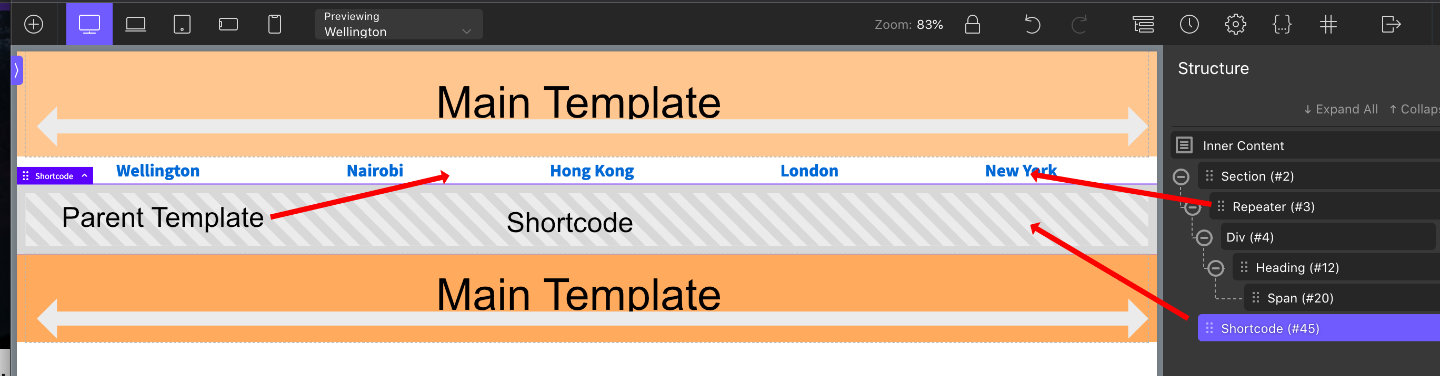 Previewing
Wellington
Zoom: 83%
{...}
Structure
↓ Expand All ↑ Collaps
Main Template
Inner Content
Wellington Nairobi Hong Kong London New York
Shortcode
Section (#2)
Parent Template
Shortcode
Repeater (#3)
Div (#4)
Heading (#12)
Main Template
Span (#20)
Shortcode (#45)